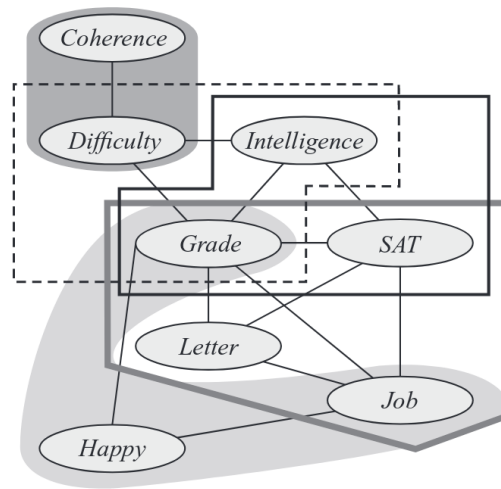 Coherence
Difficulty
Intelligence
Grade
SAT
Letter
Job
Happy